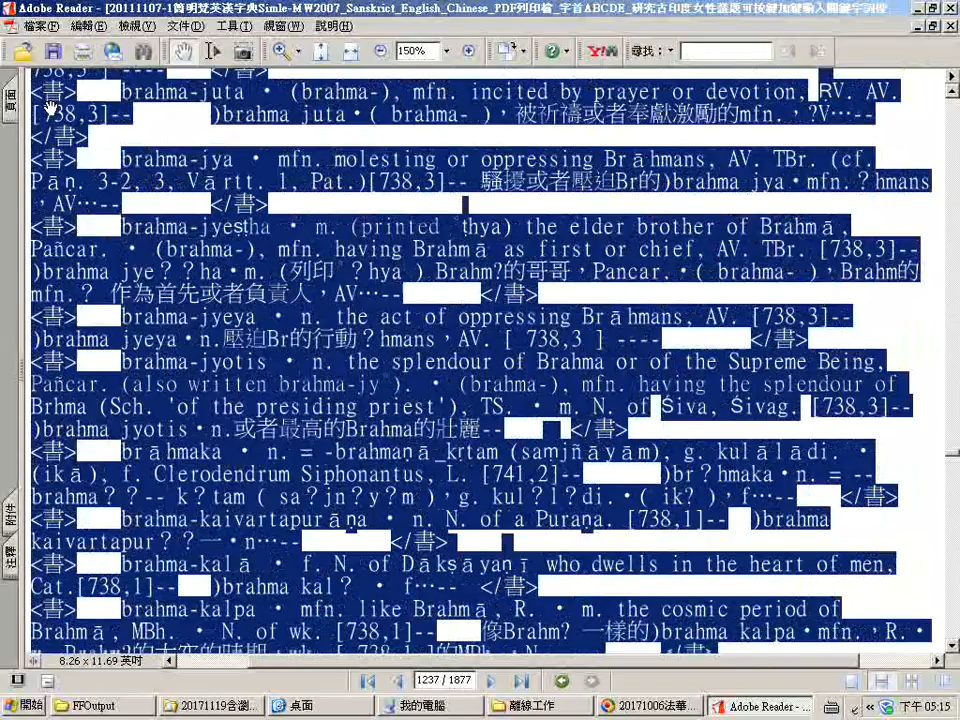 Adobe Reader - [20111107-1簡明梵英漢字典Simle-MW2007_Sanskrict_English_Chinese_PDF列印檔_字首ABCDE_研究古印度女性議題可按加鍵輸入關鍵字詞搜
檔案(F) 編輯(E) 檢視(V) 文件(D) 工具(T) 視窗(W) 說明(H)
150% Y! 尋找:
頁面
附件
注釋
738,3] ---- </書>
<書> brahma-juta • (brahma-), mfn. incited by prayer or devotion, RV. AV.
[738,3]-- )brahma juta•( brahma- ), 被祈禱或者奉獻激勵的mfn., ?V…--
</書>
<書> brahma-jya • mfn. molesting or oppressing Brāhmans, AV. TBr. (cf.
Pāṇ. 3-2, 3, Vārtt. 1, Pat.)[738,3]-- 騷擾或者壓迫Br的)brahma jya•mfn.?hmans
,AV…-- </書>
<書> brahma-jyeṣṭha • m. (printed °ṭhya) the elder brother of Brahmā,
Pañcar. • (brahma-), mfn. having Brahmā as first or chief, AV. TBr. [738,3]--
)brahma jye??ha•m. (列印 ?hya ) Brahm?的哥哥,Pancar.•( brahma- ),Brahm的
mfn.? 作為首先或者負責人,AV…-- </書>
<書> brahma-jyeya • n. the act of oppressing Brāhmans, AV. [738,3]--
)brahma jyeya•n.壓迫Br的行動?hmans,AV. [ 738,3 ] ---- </書>
<書> brahma-jyotis • n. the splendour of Brahma or of the Supreme Being,
Pañcar. (also written brahma-jy°). • (brahma-), mfn. having the splendour of
Brhma (Sch. 'of the presiding priest'), TS. • m. N. of Śiva, Śivag. [738,3]--
)brahma jyotis•n.或者最高的Brahma的壯麗-- </書>
<書> brāhmaka • n. = -brahmaṇā_kṛtam (samjñāyām), g. kulālādi. •
(ikā), f. Clerodendrum Siphonantus, L. [741,2]-- )br?hmaka•n. = --
brahma??-- k?tam ( sa?jn?y?m ),g. kul?l?di.•( ik? ),f…-- </書>
<書> brahma-kaivartapurāṇa • n. N. of a Purāṇa. [738,1]-- )brahma
kaivartapur??一•n…-- </書>
<書> brahma-kalā • f. N. of Dākṣāyaṇī who dwells in the heart of men,
Cat.[738,1]-- )brahma kal? • f… </書>
<書> brahma-kalpa • mfn. like Brahmā, R. • m. the cosmic period of
Brahmā, MBh. • N. of wk. [738,1]-- 像Brahm? 一樣的)brahma kalpa•mfn.,R.•
8.26 x 11.69 英吋
1237 / 1877
開始 FFOutput 20171119含瀏... 桌面 我的電腦 離線工作 20171006法華... Adobe Reader - ... 下午 05:15